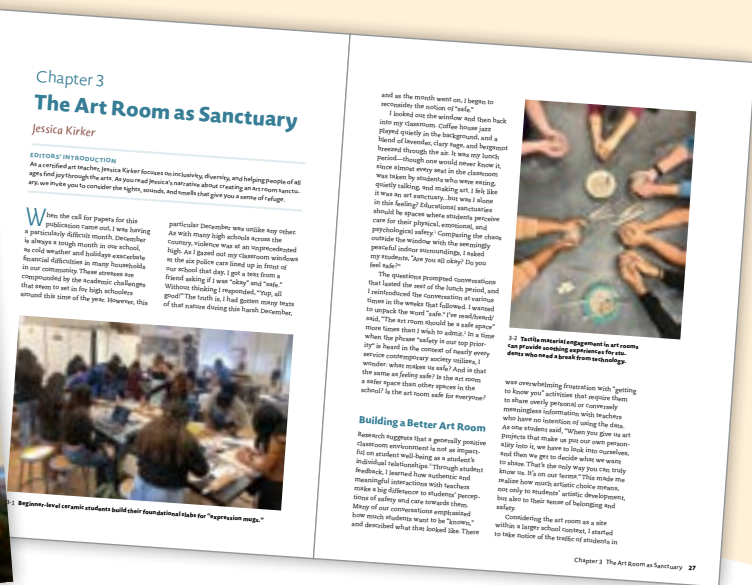 Chapter 3
The Art Room as Sanctuary
Jessica Kirker
EDITORS' INTRODUCTION
As a certified art teacher, Jessica Kirker focuses on inclusivity, diversity, and helping people of all
ages find joy through the arts. As you read Jessica's narrative about creating an art room sanctu-
ary, we invite you to consider the sights, sounds, and smells that give you a sense of refuge.
When the call for papers for this
publication came out, I was having
a particularly difficult month. December
is always a tough month in our school,
as cold weather and holidays exacerbate
financial difficulties in many households
in our community. These stresses are
compounded by the academic challenges
that seem to set in for high schoolers
around this time of the year. However, this
particular December was unlike any other.
As with many high schools across the
country, violence was at an unprecedented
high. As I gazed out my classroom windows
at the six police cars lined up in front of
our school that day, I got a text from a
friend asking if I was "okay" and "safe."
Without thinking I responded, "Yup, all
good!" The truth is, I had gotten many texts
of that nature during this harsh December,
3-1 Beginner-level ceramic students build their foundational slabs for "expression mugs."
and as the month went on, I began to
reconsider the notion of "safe."
I looked out the window and then back
into my classroom. Coffee house jazz
played quietly in the background, and a
blend of lavender, clary sage, and bergamot
breezed through the air. It was my lunch
period—though one would never know it,
since almost every seat in the classroom
was taken by students who were eating,
quietly talking, and making art. I felt like
it was an art sanctuary...but was I alone
in this feeling? Educational sanctuaries
should be spaces where students perceive
care for their physical, emotional, and
psychological safety. Comparing the chaos
outside the window with the seemingly
peaceful indoor surroundings, I asked
my students, "Are you all okay? Do you
feel safe?"
The questions prompted conversations
that lasted the rest of the lunch period, and
I reintroduced the conversation at various
times in the weeks that followed. I wanted
to unpack the word "safe." I've read/heard/
said, "The art room should be a safe space"
more times than I wish to admit. In a time
when the phrase "safety is our top prior-
ity" is heard in the context of nearly every
service contemporary society utilizes, I
wonder: what makes us safe? And is that
the same as feeling safe? Is the art room
a safer space than other spaces in the
school? Is the art room safe for everyone?
Building a Better Art Room
Research suggests that a generally positive
classroom environment is not as impact-
ful on student well-being as a student's
individual relationships. Through student
feedback, I learned how authentic and
meaningful interactions with teachers
make a big difference to students' percep-
tions of safety and care towards them.
Many of our conversations emphasized
how much students want to be "known,"
and described what that looked like. There
3-2 Tactile material engagement in art rooms
can provide soothing experiences for stu-
dents who need a break from technology.
was overwhelming frustration with "getting
to know you" activities that require them
to share overly personal or conversely
meaningless information with teachers
who have no intention of using the data.
As one student said, "When you give us art
projects that make us put our own person-
ality into it, we have to look into ourselves,
and then we get to decide what we want
to share. That's the only way you can truly
know us. It's on our terms." This made me
realize how much artistic choice means,
not only to students' artistic development,
but also to their sense of belonging and
safety.
Considering the art room as a site
within a larger school context, I started
to take notice of the traffic of students in
Chapter 3 The Art Room as Sanctuary 27